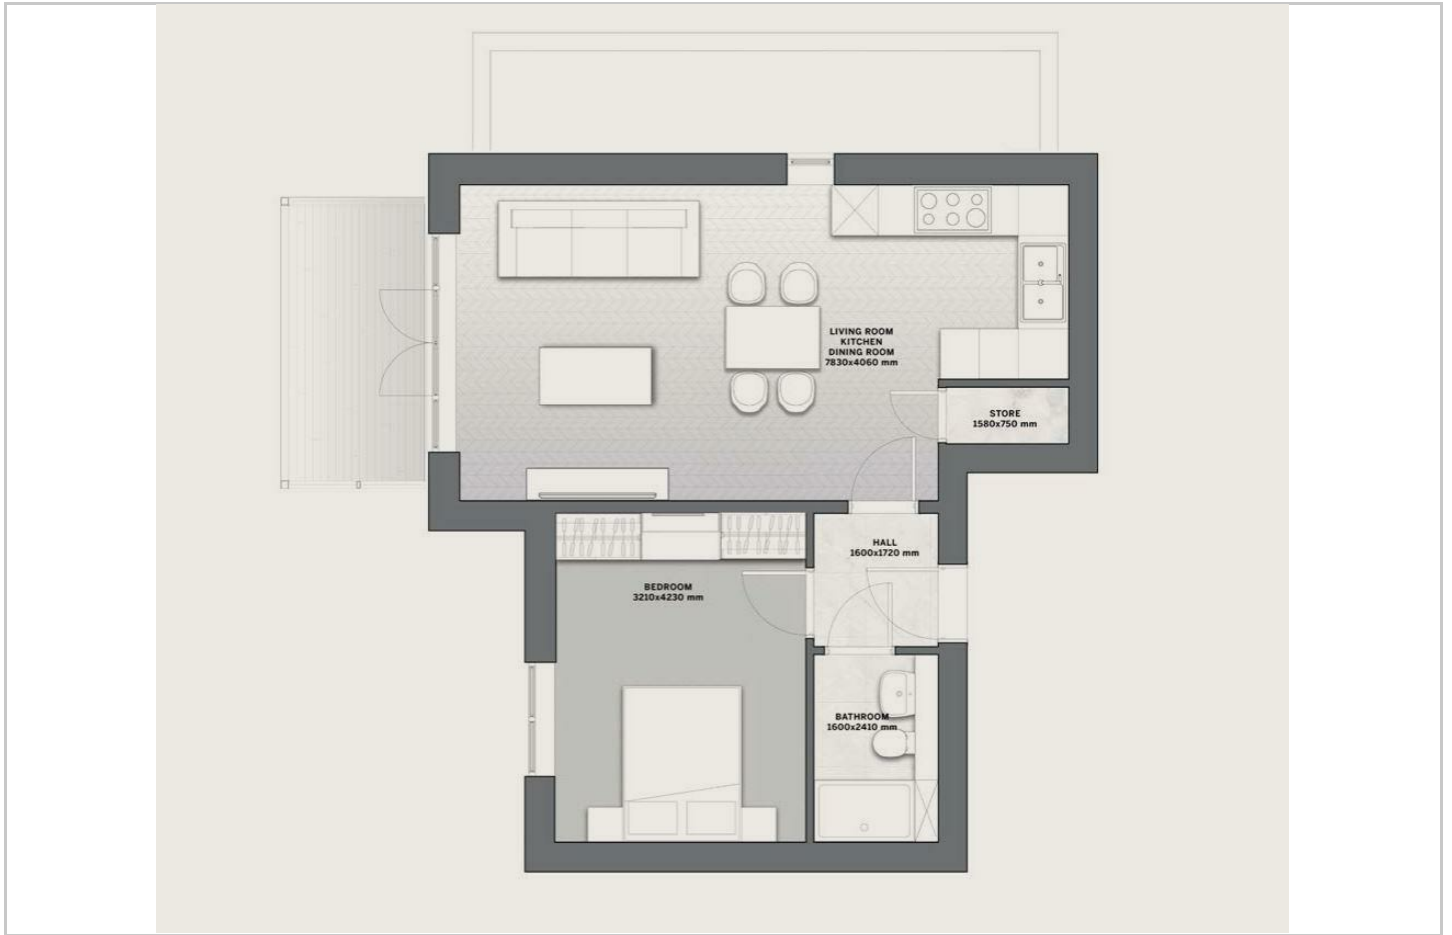 LIVING ROOM
KITCHEN
DINING ROOM
7830x4060 mm
STORE
1580x750 mm
HALL
1600x1720 mm
BEDROOM
3210x4230 mm
BATHROOM
1600x2410 mm